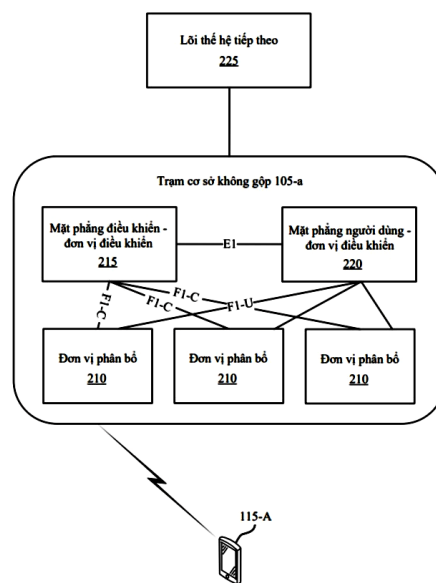 Lõi thế hệ tiếp theo
225
Trạm cơ sở không gộp 105-a
Mặt phẳng điều khiển -
đơn vị điều khiển
215
E1
Mặt phẳng người dùng -
đơn vị điều khiển
220
F1-C
F1-C
F1-C
F1-U
Đơn vị phân bổ
210
Đơn vị phân bổ
210
Đơn vị phân bổ
210
115-A